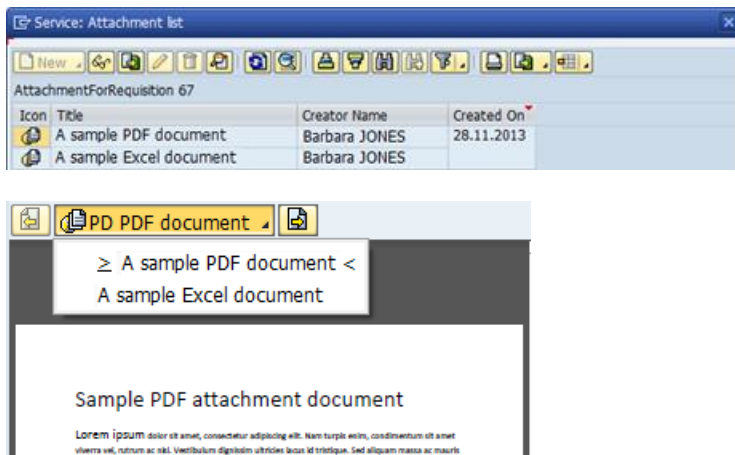 Service: Attachment list
New
AttachmentForRequisition 67
Icon Title Creator Name Created On
A sample PDF document Barbara JONES 28.11.2013
A sample Excel document Barbara JONES
PD PDF document
≥ A sample PDF document <
A sample Excel document
Sample PDF attachment document
Lorem ipsum dolor sit amet, consectetur adipiscing elit. Nam turpis enim, condimentum sit amet
viverra vel, rutrum ac nisl. Vestibulum dignissim ultricies lacus id tristique. Sed aliquam massa ac mauris